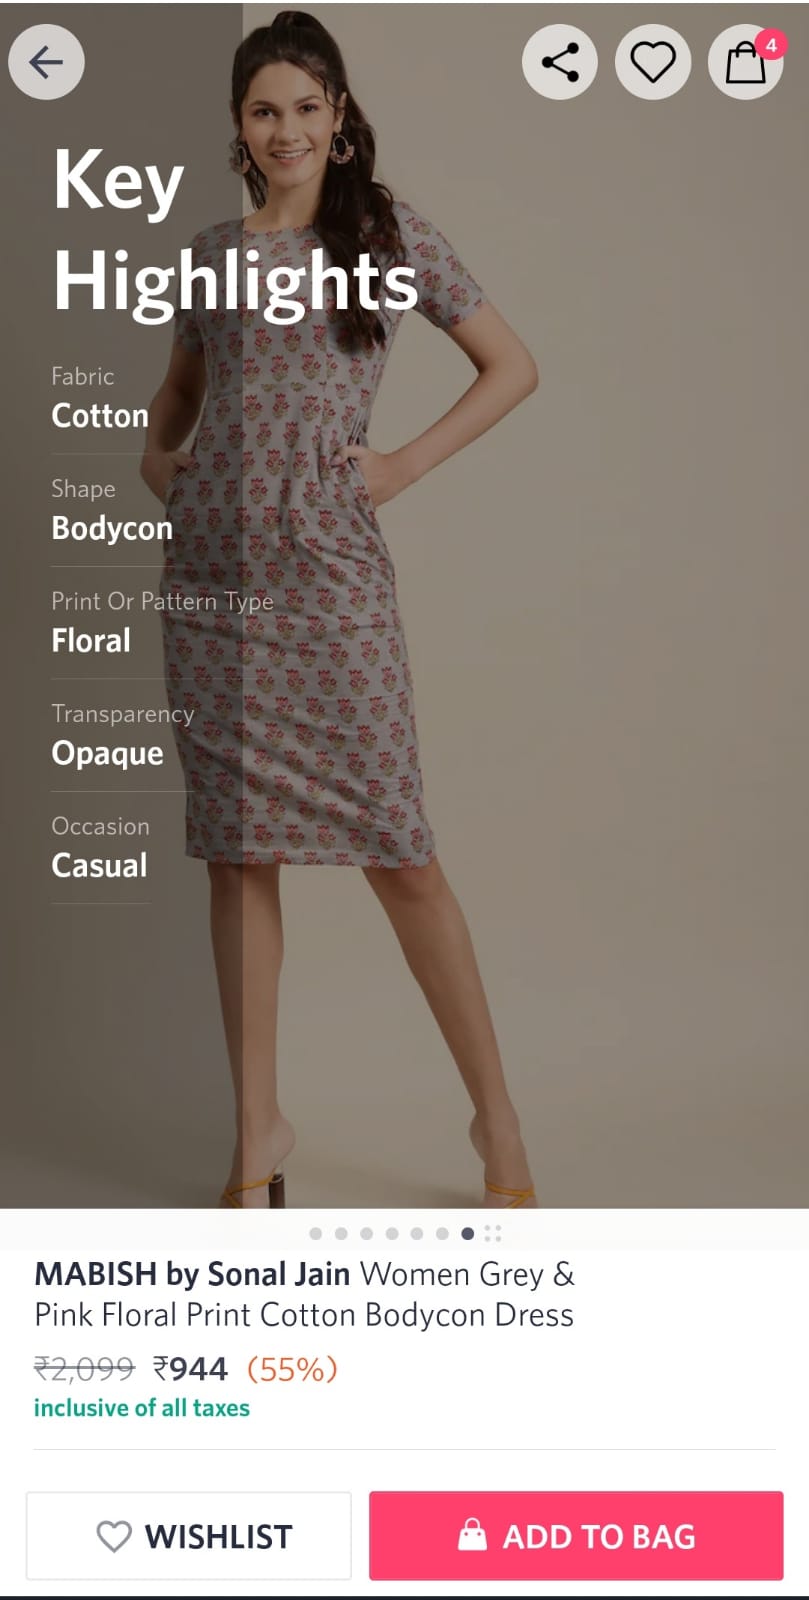 4
Key
Highlights
Fabric
Cotton
Shape
Bodycon
Print Or Pattern Type
Floral
Transparency
Opaque
Occasion
Casual
MABISH by Sonal Jain Women Grey &
Pink Floral Print Cotton Bodycon Dress
₹2,099 ₹944 (55%)
inclusive of all taxes
WISHLIST
ADD TO BAG